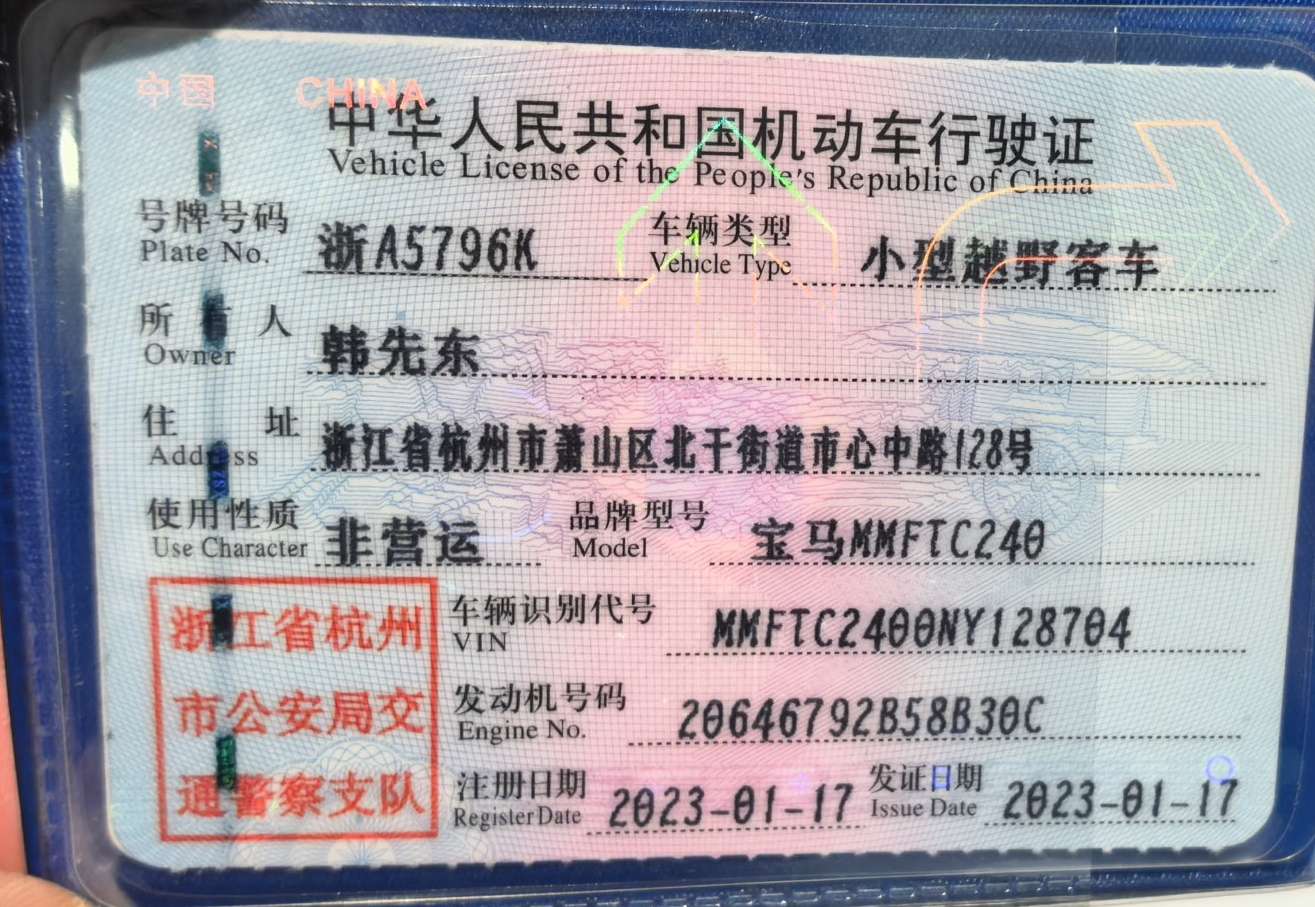 中国 CHINA
中华人民共和国机动车行驶证
Vehicle License of the People's Republic of China
号牌号码 浙A5796K 车辆类型 小型越野客车
Plate No. Vehicle Type
所有人 韩先东
Owner
住址 浙江省杭州市萧山区北干街道市心中路128号
Address
使用性质 非营运 品牌型号 宝马MMFTC240
Use Character Model
浙江省杭州
市公安局交
通警察支队
车辆识别代号 MMFTC2400NY128704
VIN
发动机号码 20646792B58B30C
Engine No.
注册日期 2023-01-17 发证日期 2023-01-17
Register Date Issue Date